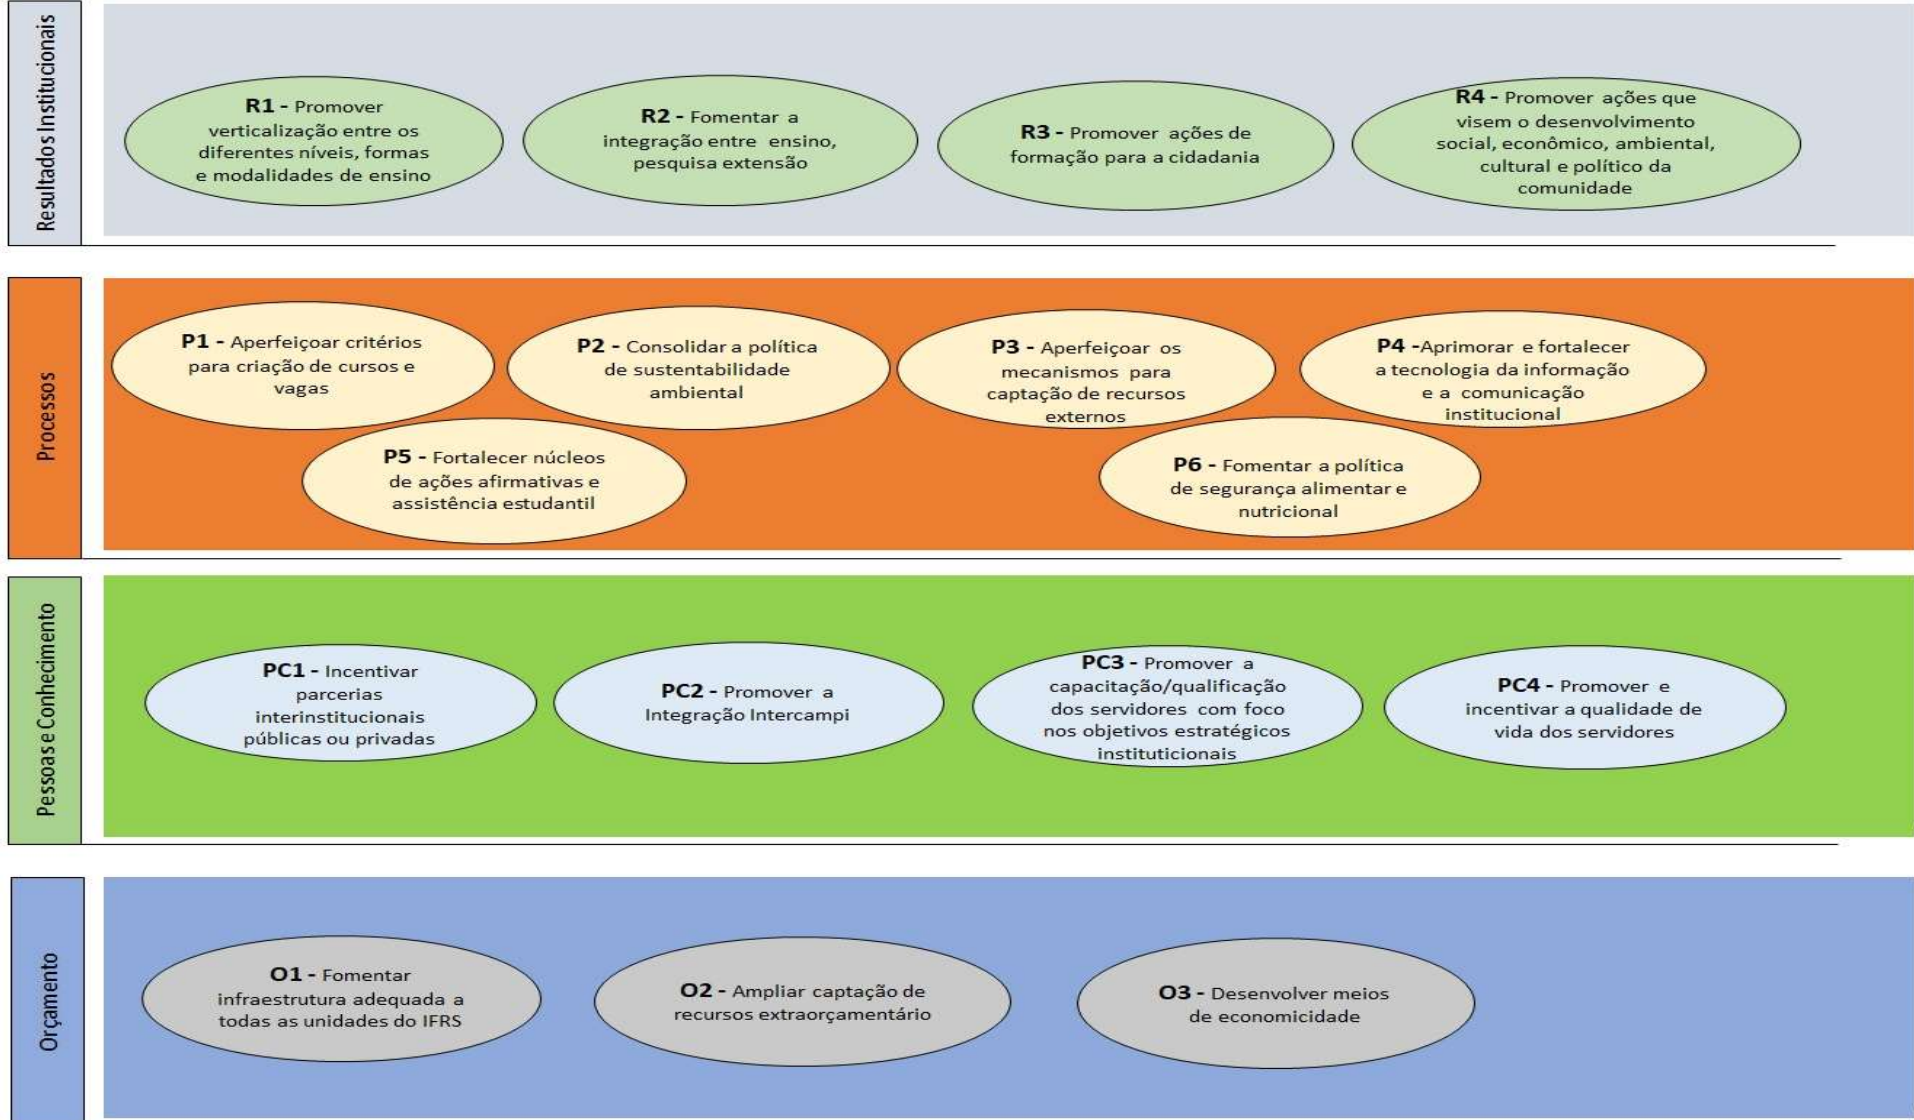 Resultados Institucionais
R1 - Promover
verticalização entre os
diferentes níveis, formas
e modalidades de ensino
R2 - Fomentar a
integração entre ensino,
pesquisa extensão
R3 - Promover ações de
formação para a cidadania
R4 - Promover ações que
visem o desenvolvimento
social, econômico, ambiental,
cultural e político da
comunidade
Processos
P1 - Aperfeiçoar critérios
para criação de cursos e
vagas
P2 - Consolidar a política
de sustentabilidade
ambiental
P3 - Aperfeiçoar os
mecanismos para
captação de recursos
externos
P4 -Aprimorar e fortalecer
a tecnologia da informação
e a comunicação
institucional
P5 - Fortalecer núcleos
de ações afirmativas e
assistência estudantil
P6 - Fomentar a política
de segurança alimentar e
nutricional
Pessoas e Conhecimento
PC1 - Incentivar
parcerias
interinstitucionais
públicas ou privadas
PC2 - Promover a
Integração Intercampi
PC3 - Promover a
capacitação/qualificação
dos servidores com foco
nos objetivos estratégicos
instituticionais
PC4 - Promover e
incentivar a qualidade de
vida dos servidores
Orçamento
O1 - Fomentar
infraestrutura adequada a
todas as unidades do IFRS
O2 - Ampliar captação de
recursos extraorçamentário
O3 - Desenvolver meios
de economicidade